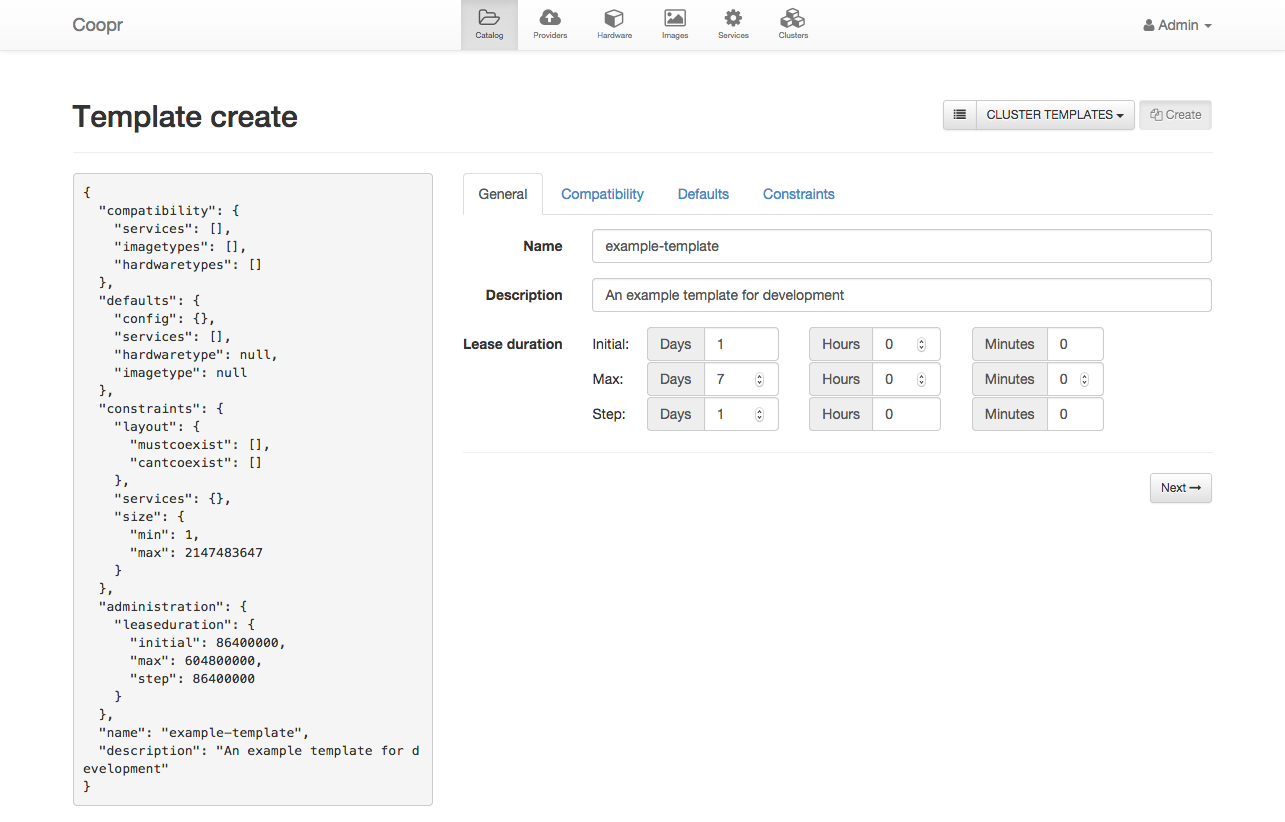 Coopr
Catalog
Providers
Hardware
Images
Services
Clusters
Admin
Template create
CLUSTER TEMPLATES
Create
{
  "compatibility": {
    "services": [],
    "imagetypes": [],
    "hardwaretypes": []
  },
  "defaults": {
    "config": {},
    "services": [],
    "hardwaretype": null,
    "imagetype": null
  },
  "constraints": {
    "layout": {
      "mustcoexist": [],
      "cantcoexist": []
    },
    "services": {},
    "size": {
      "min": 1,
      "max": 2147483647
    }
  },
  "administration": {
    "leaseduration": {
      "initial": 86400000,
      "max": 604800000,
      "step": 86400000
    }
  },
  "name": "example-template",
  "description": "An example template for d
evelopment"
}
General Compatibility Defaults Constraints
Name example-template
Description An example template for development
Lease duration Initial: Days 1 Hours 0 Minutes 0
Max: Days 7 Hours 0 Minutes 0
Step: Days 1 Hours 0 Minutes 0
Next →